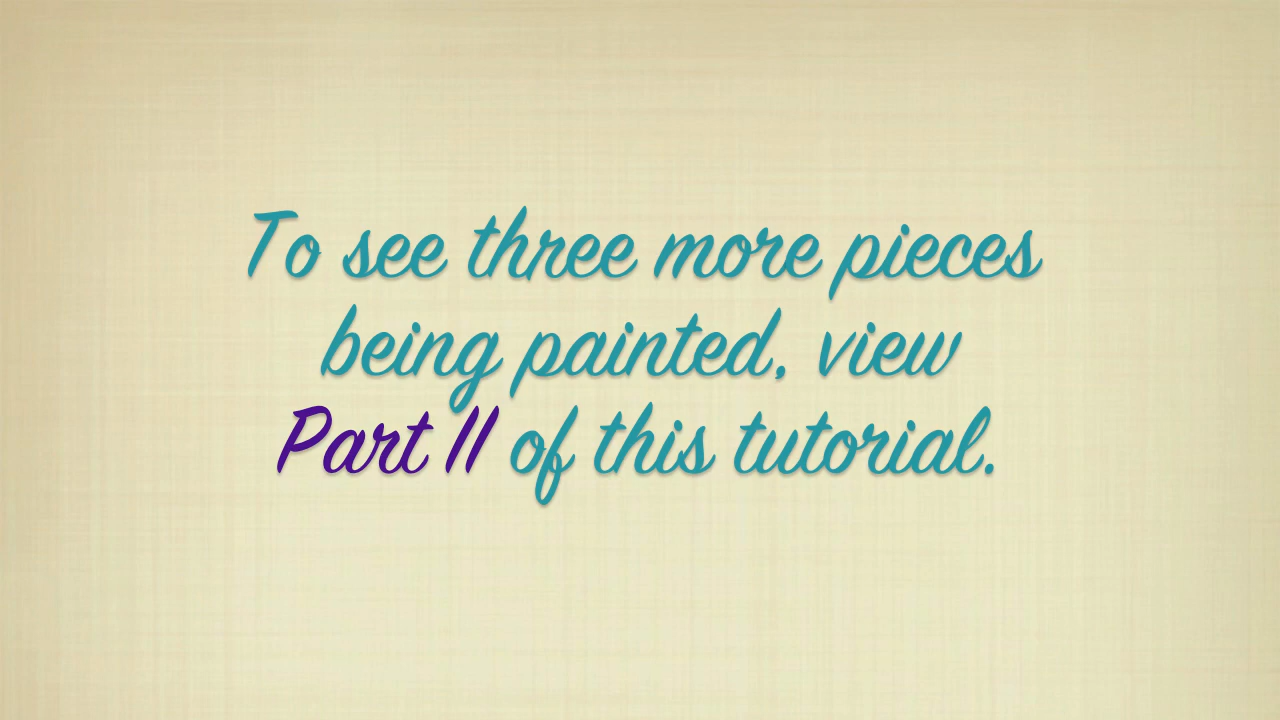 To see three more pieces
being painted, view
Part II of this tutorial.